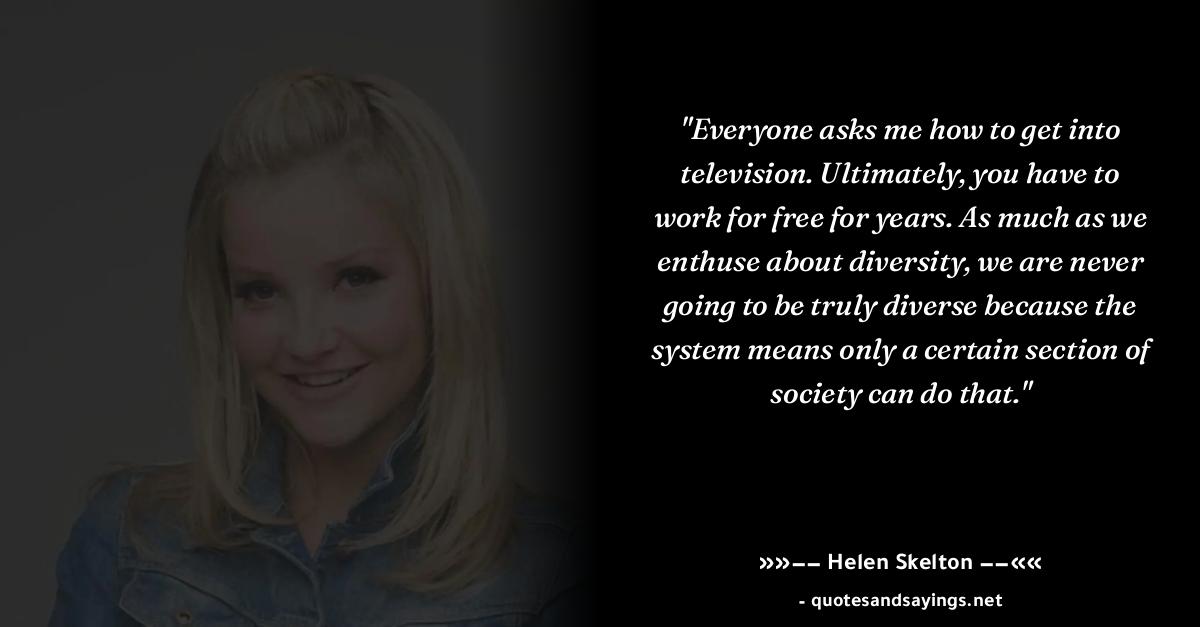 "Everyone asks me how to get into
television. Ultimately, you have to
work for free for years. As much as we
enthuse about diversity, we are never
going to be truly diverse because the
system means only a certain section of
society can do that."
»»–– Helen Skelton ––««
- quotesandsayings.net